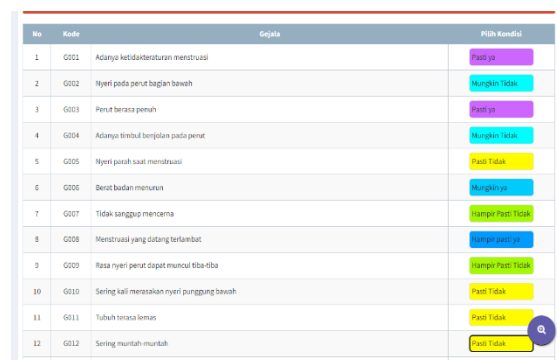 No Kode Gejala Pilih Kondisi
1 G001 Adanya ketidakteraturan menstruasi Pasti ya
2 G002 Nyeri pada perut bagian bawah Mungkin Tidak
3 G003 Perut berasa penuh Pasti ya
4 G004 Adanya timbul benjolan pada perut Mungkin Tidak
5 G005 Nyeri parah saat menstruasi Pasti Tidak
6 G006 Berat badan menurun Mungkin ya
7 G007 Tidak sanggup mencerna Hampir Pasti Tidak
8 G008 Menstruasi yang datang terlambat Hampir pasti ya
9 G009 Rasa nyeri perut dapat muncul tiba-tiba Hampir Pasti Tidak
10 G010 Sering kali merasakan nyeri punggung bawah Pasti Tidak
11 G011 Tubuh terasa lemas Pasti Tidak
12 G012 Sering muntah-muntah Pasti Tidak